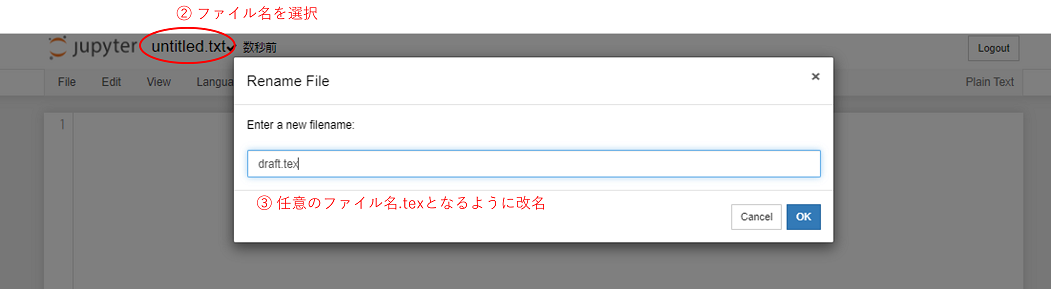 ② ファイル名を選択
jupyter untitled.txt✔ 数秒前 Logout
File Edit View Langua Plain Text
Rename File ×
1
Enter a new filename:
draft.tex
③ 任意のファイル名.texとなるように改名
Cancel OK